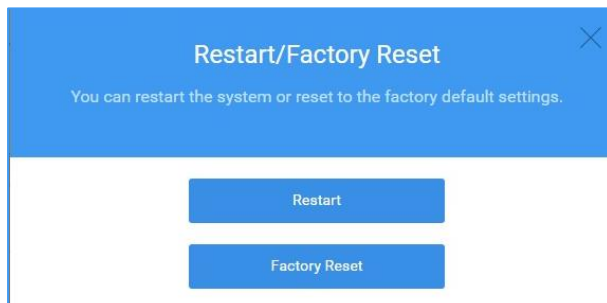 Restart/Factory Reset
You can restart the system or reset to the factory default settings.
Restart
Factory Reset